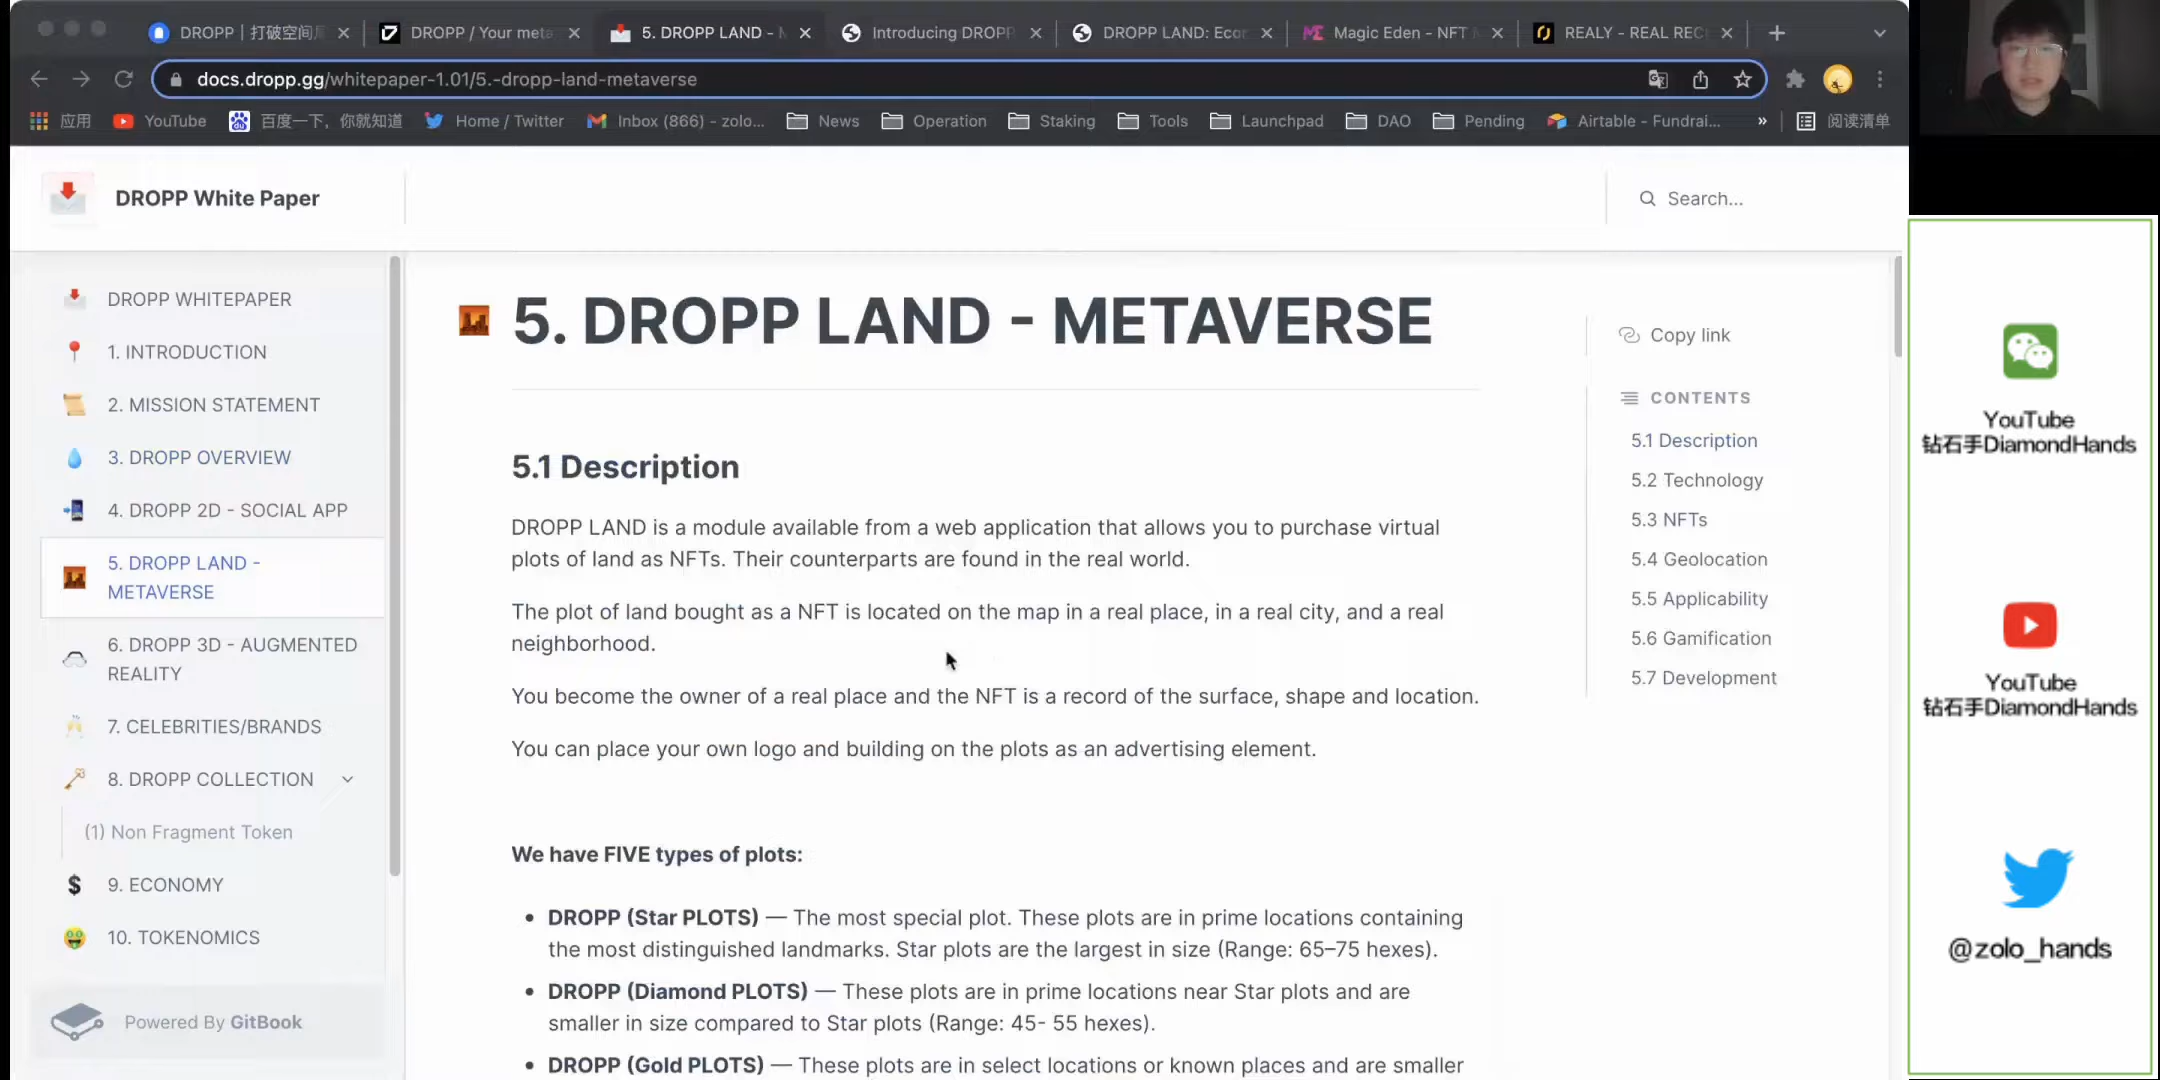 DROPP | 打破空间
DROPP / Your meta
5. DROPP LAND -
Introducing DROPP
DROPP LAND: Eco
Magic Eden - NFT
REALY - REAL REC
docs.dropp.gg/whitepaper-1.01/5.-dropp-land-metaverse
应用
YouTube
百度一下，你就知道
Home / Twitter
Inbox (866) - zolo...
News
Operation
Staking
Tools
Launchpad
DAO
Pending
Airtable - Fundrai...
»
阅读清单
DROPP White Paper
Search...
DROPP WHITEPAPER
1. INTRODUCTION
2. MISSION STATEMENT
3. DROPP OVERVIEW
4. DROPP 2D - SOCIAL APP
5. DROPP LAND -
METAVERSE
6. DROPP 3D - AUGMENTED
REALITY
7. CELEBRITIES/BRANDS
8. DROPP COLLECTION
(1) Non Fragment Token
9. ECONOMY
10. TOKENOMICS
Powered By GitBook
5. DROPP LAND - METAVERSE
5.1 Description
DROPP LAND is a module available from a web application that allows you to purchase virtual
plots of land as NFTs. Their counterparts are found in the real world.
The plot of land bought as a NFT is located on the map in a real place, in a real city, and a real
neighborhood.
You become the owner of a real place and the NFT is a record of the surface, shape and location.
You can place your own logo and building on the plots as an advertising element.
We have FIVE types of plots:
• DROPP (Star PLOTS) — The most special plot. These plots are in prime locations containing
the most distinguished landmarks. Star plots are the largest in size (Range: 65–75 hexes).
• DROPP (Diamond PLOTS) — These plots are in prime locations near Star plots and are
smaller in size compared to Star plots (Range: 45- 55 hexes).
• DROPP (Gold PLOTS) — These plots are in select locations or known places and are smaller
Copy link
CONTENTS
5.1 Description
5.2 Technology
5.3 NFTs
5.4 Geolocation
5.5 Applicability
5.6 Gamification
5.7 Development
YouTube
钻石手DiamondHands
YouTube
钻石手DiamondHands
@zolo_hands